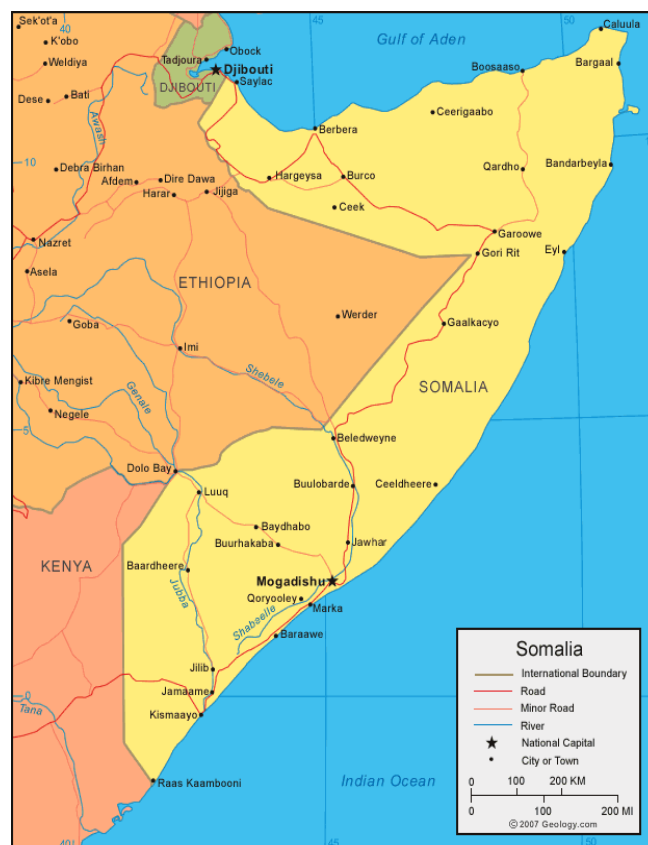 Sek'ot'a
40
45
50
Caluula
K'obo
Obock
Gulf of Aden
Weldiya
Tadjoura
Djibouti
Boosaaso
Bargaal
DJIBOUTI
Saylac
Dese
Bati
Awash
Ceerigaabo
Berbera
10
Debra Birhan
Dire Dawa
Afdem
Hargeysa
Burco
Qardho
Bandarbeyla
Harar
Jijiga
Ceek
Nazret
Garoowe
Gori Rit
Eyl
Asela
ETHIOPIA
Werder
Gaalkacyo
Goba
Imi
Shebele
Kibre Mengist
Genale
SOMALIA
Negele
5
Beledweyne
Dolo Bay
Luuq
Buulobarde
Ceeldheere
Baydhabo
Buurhakaba
Jawhar
KENYA
Baardheere
Mogadishu
Jubba
Qoryooley
Marka
Shabeelle
Baraawe
Jilib
Jamaame
0
Tana
Kismaayo
Raas Kaambooni
Indian Ocean
40
45
Somalia
International Boundary
Road
Minor Road
River
National Capital
City or Town
0 100 200 KM
0 100 200 MI
©2007 Geology.com